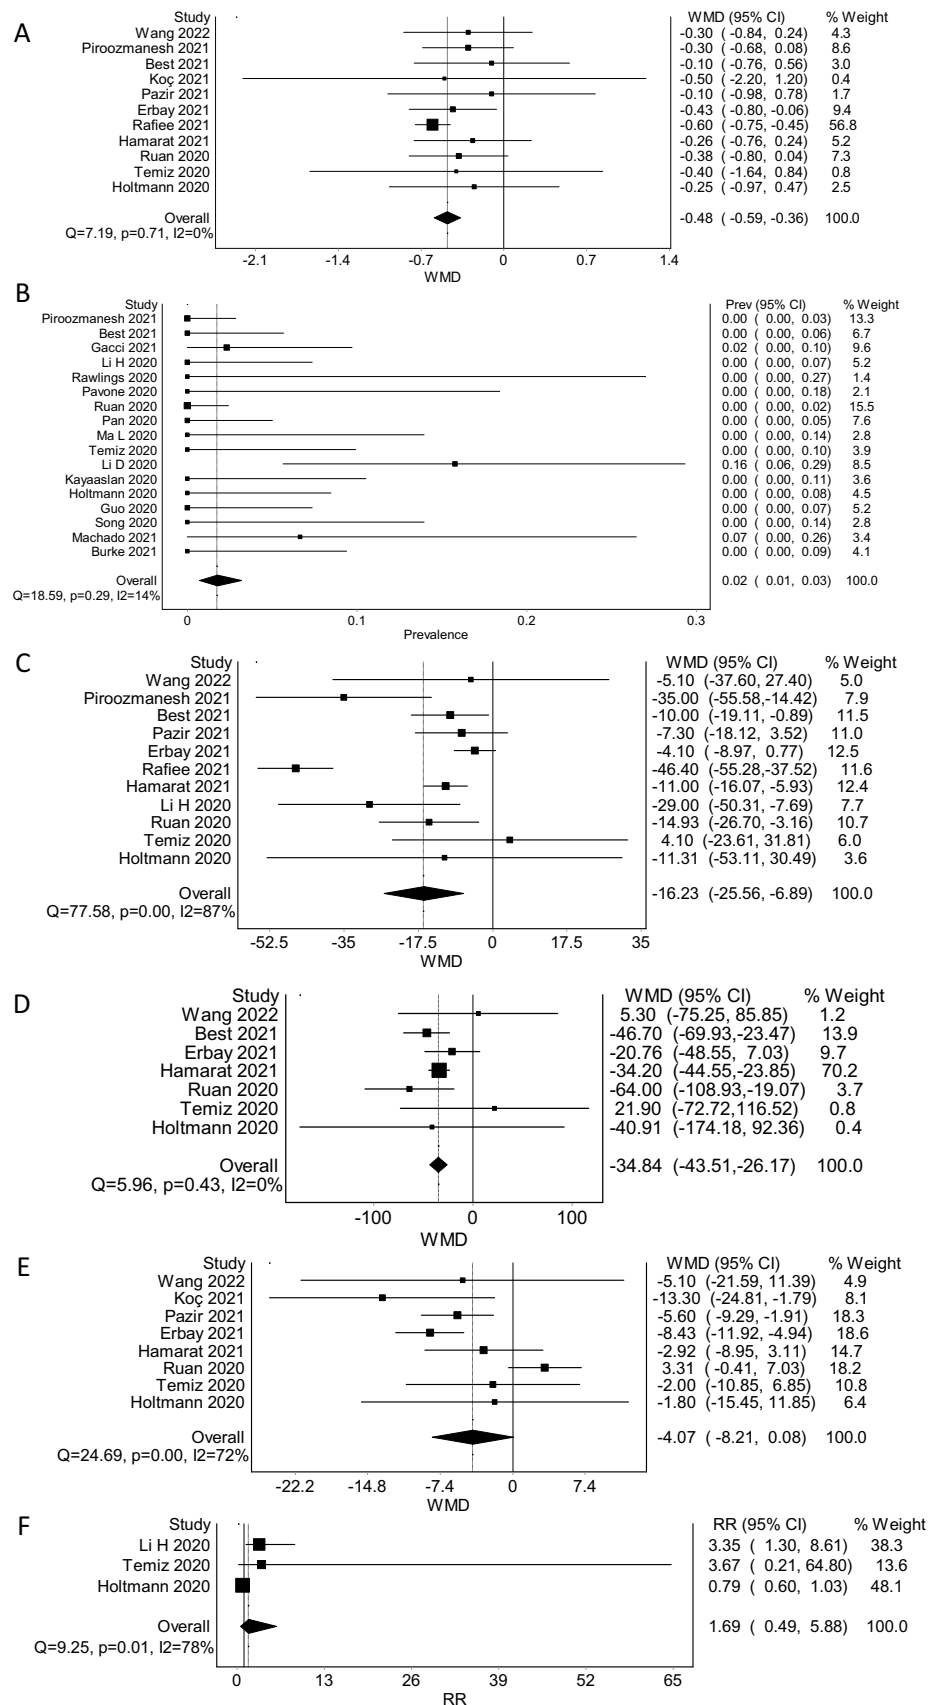 A
Study WMD (95% CI) % Weight
Wang 2022 -0.30 ( -0.84, 0.24) 4.3
Piroozmanesh 2021 -0.30 ( -0.68, 0.08) 8.6
Best 2021 -0.10 ( -0.76, 0.56) 3.0
Koç 2021 -0.50 ( -2.20, 1.20) 0.4
Pazir 2021 -0.10 ( -0.98, 0.78) 1.7
Erbay 2021 -0.43 ( -0.80, -0.06) 9.4
Rafiee 2021 -0.60 ( -0.75, -0.45) 56.8
Hamarat 2021 -0.26 ( -0.76, 0.24) 5.2
Ruan 2020 -0.38 ( -0.80, 0.04) 7.3
Temiz 2020 -0.40 ( -1.64, 0.84) 0.8
Holtmann 2020 -0.25 ( -0.97, 0.47) 2.5
Overall -0.48 ( -0.59, -0.36) 100.0
Q=7.19, p=0.71, I2=0%
-2.1 -1.4 -0.7 0 0.7 1.4
WMD
B
Study Prev (95% CI) % Weight
Piroozmanesh 2021 0.00 ( 0.00, 0.03) 13.3
Best 2021 0.00 ( 0.00, 0.06) 6.7
Gacci 2021 0.02 ( 0.00, 0.10) 9.6
Li H 2020 0.00 ( 0.00, 0.07) 5.2
Rawlings 2020 0.00 ( 0.00, 0.27) 1.4
Pavone 2020 0.00 ( 0.00, 0.18) 2.1
Ruan 2020 0.00 ( 0.00, 0.02) 15.5
Pan 2020 0.00 ( 0.00, 0.05) 7.6
Ma L 2020 0.00 ( 0.00, 0.14) 2.8
Temiz 2020 0.00 ( 0.00, 0.10) 3.9
Li D 2020 0.16 ( 0.06, 0.29) 8.5
Kayaaslan 2020 0.00 ( 0.00, 0.11) 3.6
Holtmann 2020 0.00 ( 0.00, 0.08) 4.5
Guo 2020 0.00 ( 0.00, 0.07) 5.2
Song 2020 0.00 ( 0.00, 0.14) 2.8
Machado 2021 0.07 ( 0.00, 0.26) 3.4
Burke 2021 0.00 ( 0.00, 0.09) 4.1
Overall 0.02 ( 0.01, 0.03) 100.0
Q=18.59, p=0.29, I2=14%
0 0.1 0.2 0.3
Prevalence
C
Study WMD (95% CI) % Weight
Wang 2022 -5.10 (-37.60, 27.40) 5.0
Piroozmanesh 2021 -35.00 (-55.58,-14.42) 7.9
Best 2021 -10.00 (-19.11, -0.89) 11.5
Pazir 2021 -7.30 (-18.12, 3.52) 11.0
Erbay 2021 -4.10 ( -8.97, 0.77) 12.5
Rafiee 2021 -46.40 (-55.28,-37.52) 11.6
Hamarat 2021 -11.00 (-16.07, -5.93) 12.4
Li H 2020 -29.00 (-50.31, -7.69) 7.7
Ruan 2020 -14.93 (-26.70, -3.16) 10.7
Temiz 2020 4.10 (-23.61, 31.81) 6.0
Holtmann 2020 -11.31 (-53.11, 30.49) 3.6
Overall -16.23 (-25.56, -6.89) 100.0
Q=77.58, p=0.00, I2=87%
-52.5 -35 -17.5 0 17.5 35
WMD
D
Study WMD (95% CI) % Weight
Wang 2022 5.30 (-75.25, 85.85) 1.2
Best 2021 -46.70 (-69.93,-23.47) 13.9
Erbay 2021 -20.76 (-48.55, 7.03) 9.7
Hamarat 2021 -34.20 (-44.55,-23.85) 70.2
Ruan 2020 -64.00 (-108.93,-19.07) 3.7
Temiz 2020 21.90 (-72.72,116.52) 0.8
Holtmann 2020 -40.91 (-174.18, 92.36) 0.4
Overall -34.84 (-43.51,-26.17) 100.0
Q=5.96, p=0.43, I2=0%
-100 0 100
WMD
E
Study WMD (95% CI) % Weight
Wang 2022 -5.10 (-21.59, 11.39) 4.9
Koç 2021 -13.30 (-24.81, -1.79) 8.1
Pazir 2021 -5.60 ( -9.29, -1.91) 18.3
Erbay 2021 -8.43 (-11.92, -4.94) 18.6
Hamarat 2021 -2.92 ( -8.95, 3.11) 14.7
Ruan 2020 3.31 ( -0.41, 7.03) 18.2
Temiz 2020 -2.00 (-10.85, 6.85) 10.8
Holtmann 2020 -1.80 (-15.45, 11.85) 6.4
Overall -4.07 ( -8.21, 0.08) 100.0
Q=24.69, p=0.00, I2=72%
-22.2 -14.8 -7.4 0 7.4
WMD
F
Study RR (95% CI) % Weight
Li H 2020 3.35 ( 1.30, 8.61) 38.3
Temiz 2020 3.67 ( 0.21, 64.80) 13.6
Holtmann 2020 0.79 ( 0.60, 1.03) 48.1
Overall 1.69 ( 0.49, 5.88) 100.0
Q=9.25, p=0.01, I2=78%
0 13 26 39 52 65
RR